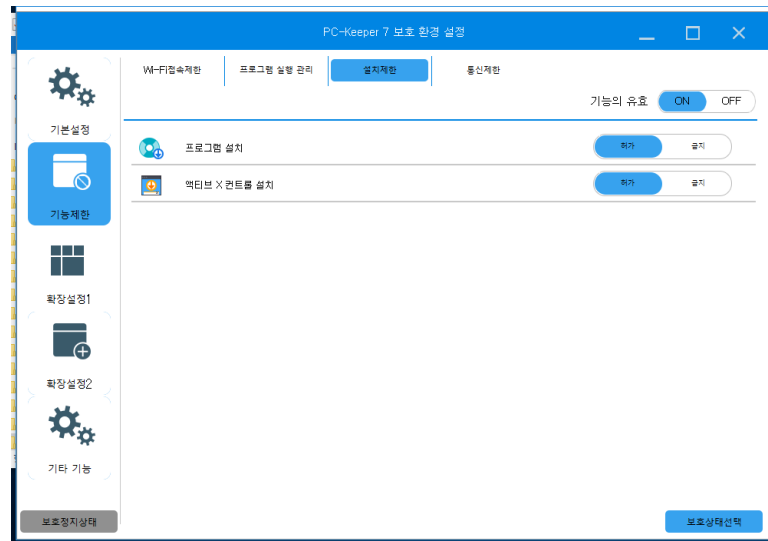 PC-Keeper 7 보호 환경 설정
Wi-Fi접속제한 프로그램 실행 관리 설치제한 통신제한
기능의 유효 ON OFF
기본설정
기능제한
확장설정1
확장설정2
기타 기능
프로그램 설치 허가 금지
액티브 X 컨트롤 설치 허가 금지
보호정지상태
보호상태선택